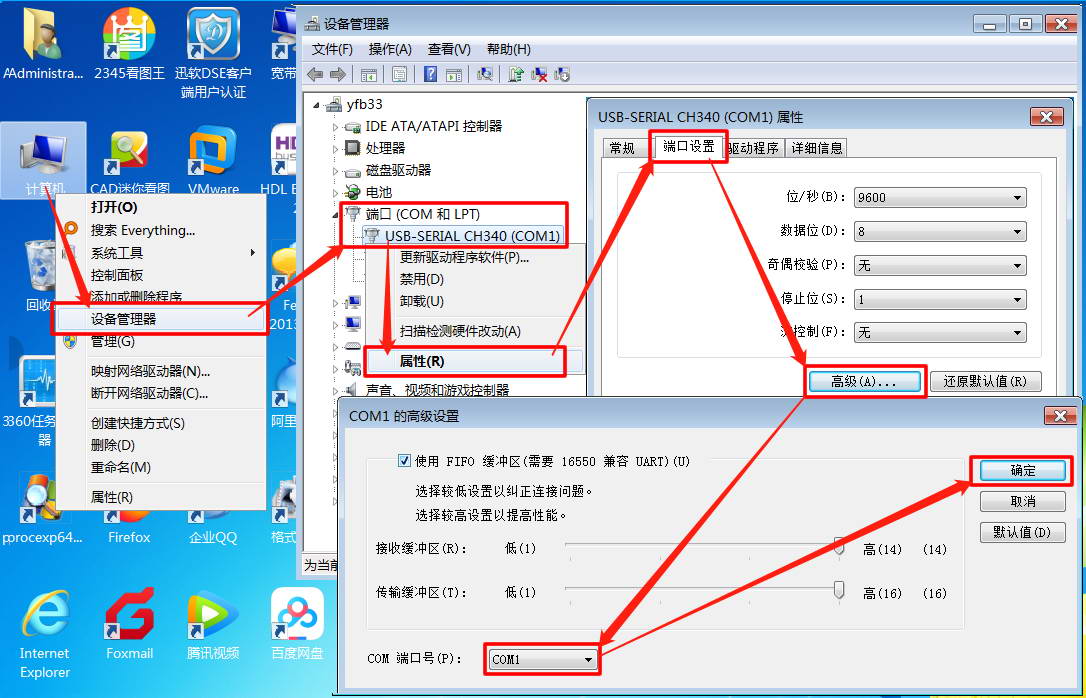 AAdministra...
2345看图王
迅软DSE客户
端用户认证
宽带
计算机
CAD迷你看图
VMware
HDL E
回收
Fe
2013
3360任务
器
阿里
pprocexp64...
Firefox
企业QQ
格式
Internet
Explorer
Foxmail
腾讯视频
百度网盘
打开(O)
搜索 Everything...
系统工具
控制面板
添加或删除程序
设备管理器
管理(G)
映射网络驱动器(N)...
断开网络驱动器(C)...
创建快捷方式(S)
删除(D)
重命名(M)
属性(R)
设备管理器
文件(F) 操作(A) 查看(V) 帮助(H)
yfb33
IDE ATA/ATAPI 控制器
处理器
磁盘驱动器
电池
端口 (COM 和 LPT)
USB-SERIAL CH340 (COM1)
更新驱动程序软件(P)...
禁用(D)
卸载(U)
扫描检测硬件改动(A)
属性(R)
声音、视频和游戏控制器
为当前
USB-SERIAL CH340 (COM1) 属性
常规 端口设置 驱动程序 详细信息
位/秒(B): 9600
数据位(D): 8
奇偶校验(P): 无
停止位(S): 1
控制(F): 无
高级(A)... 还原默认值(R)
COM1 的高级设置
使用 FIFO 缓冲区(需要 16550 兼容 UART)(U)
选择较低设置以纠正连接问题。
选择较高设置以提高性能。
接收缓冲区(R): 低(1) 高(14) (14)
传输缓冲区(T): 低(1) 高(16) (16)
COM 端口号(P): COM1
确定
取消
默认值(D)